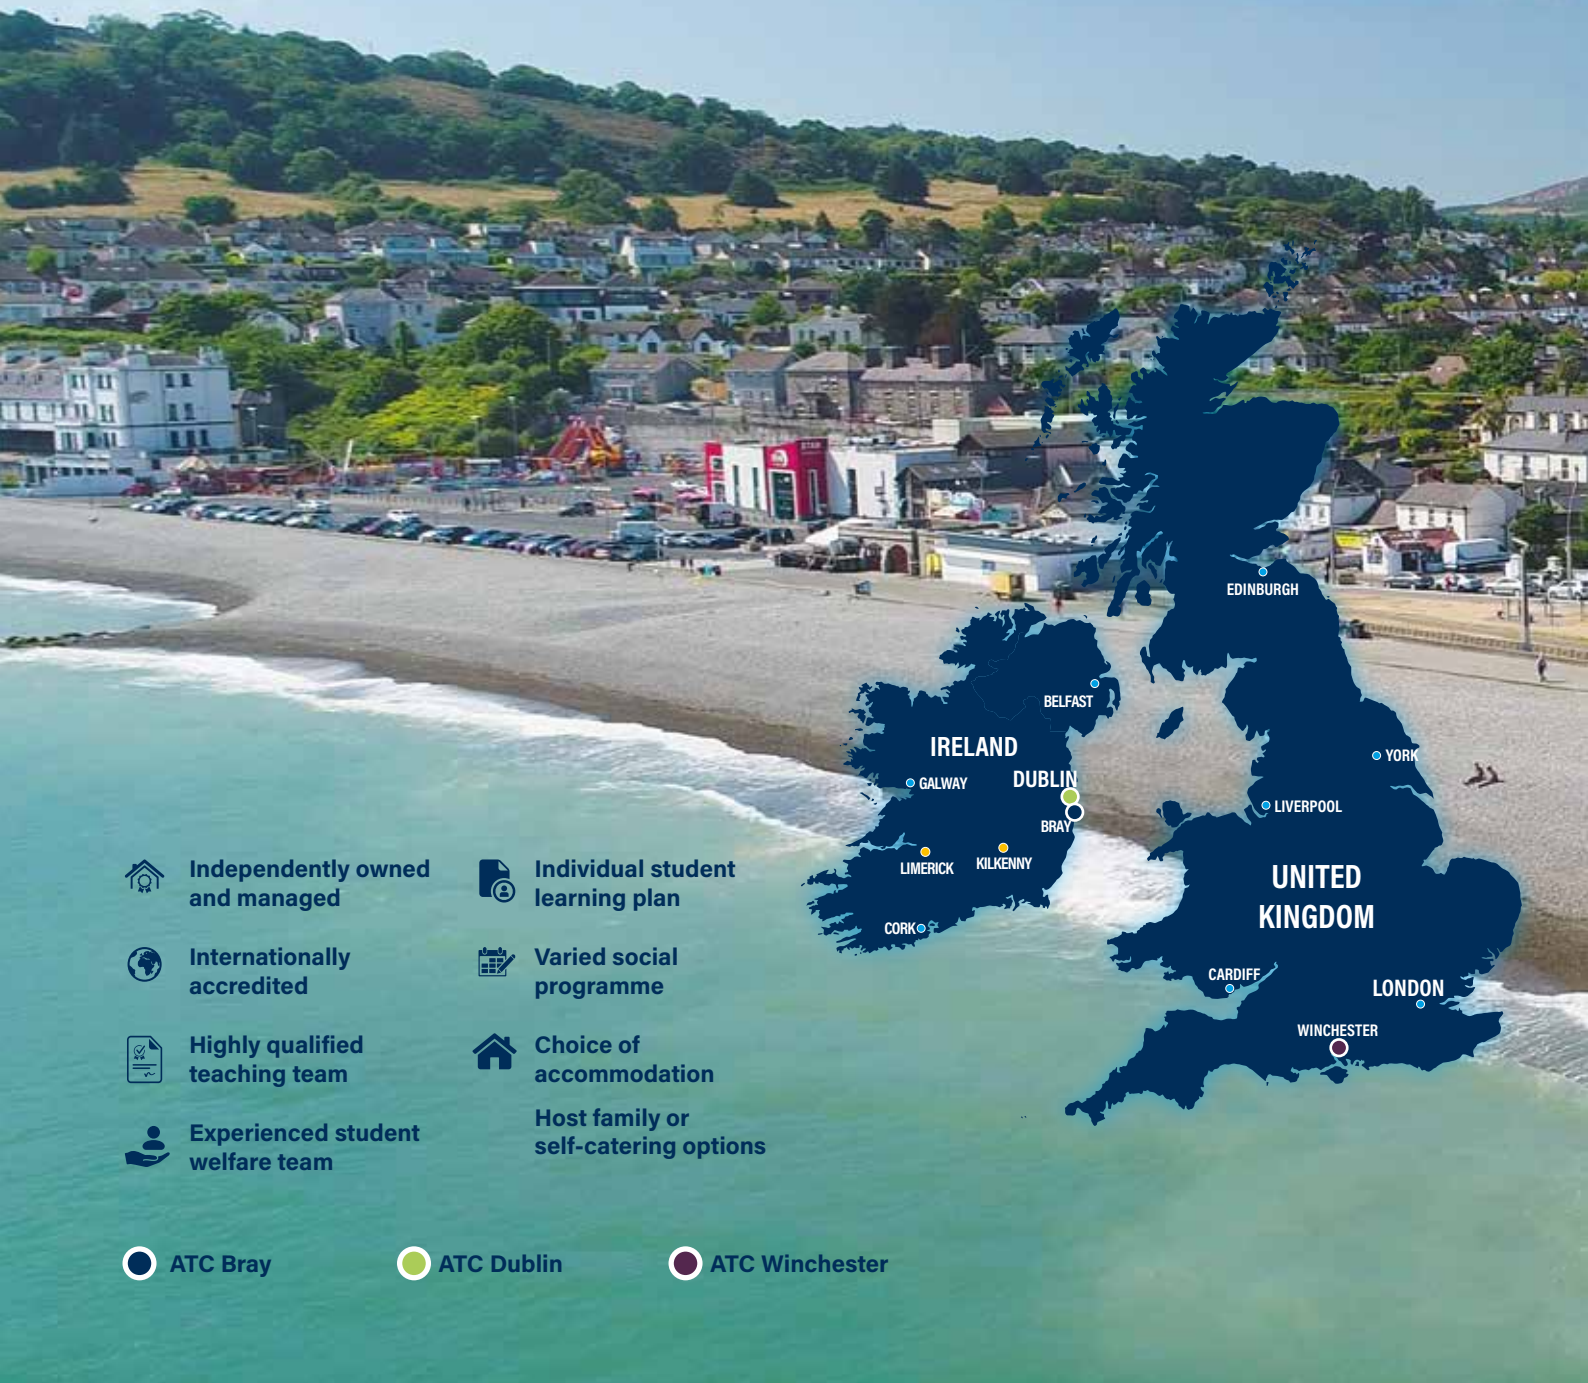 EDINBURGH
BELFAST
IRELAND
YORK
DUBLIN
GALWAY
LIVERPOOL
BRAY
LIMERICK
KILKENNY
UNITED
KINGDOM
CORK
CARDIFF
LONDON
WINCHESTER
Independently owned
and managed
Internationally
accredited
Highly qualified
teaching team
Experienced student
welfare team
Individual student
learning plan
Varied social
programme
Choice of
accommodation
Host family or
self-catering options
ATC Bray
ATC Dublin
ATC Winchester